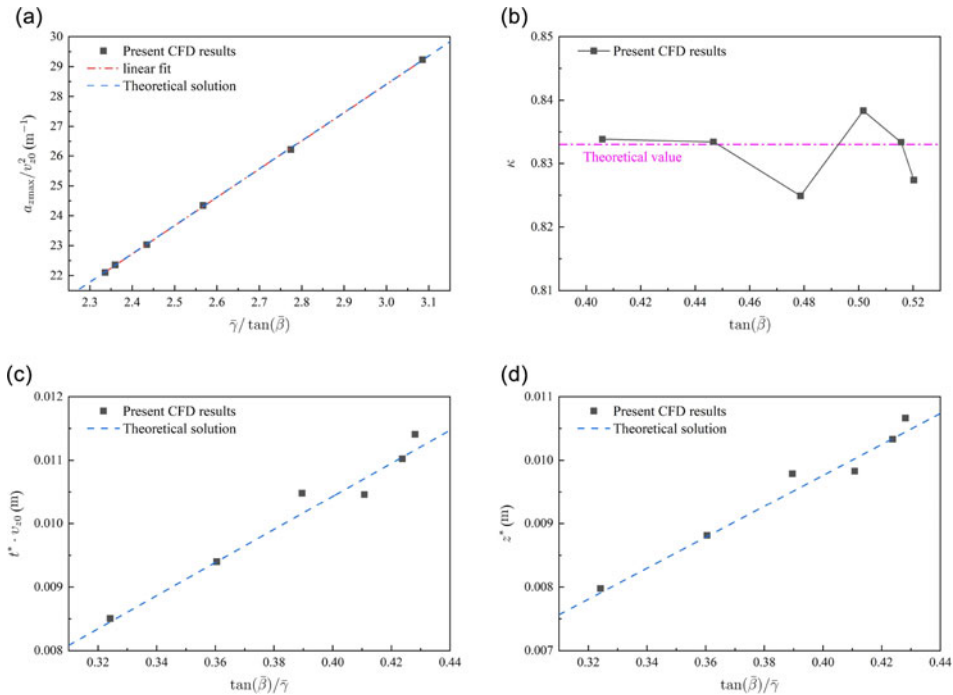 (a)
30
29
28
27
26
25
24
23
22
a_{zmax}/v_{z0}^2 (m^{-1})
Present CFD results
linear fit
Theoretical solution
2.3 2.4 2.5 2.6 2.7 2.8 2.9 3.0 3.1
γ̄/tan(β̄)
(b)
0.85
0.84
0.83
0.82
0.81
κ
Present CFD results
Theoretical value
0.40 0.42 0.44 0.46 0.48 0.50 0.52
tan(β̄)
(c)
0.012
0.011
0.010
0.009
0.008
t* · v_{z0} (m)
Present CFD results
Theoretical solution
0.32 0.34 0.36 0.38 0.40 0.42 0.44
tan(β̄)/γ̄
(d)
0.011
0.010
0.009
0.008
0.007
z* (m)
Present CFD results
Theoretical solution
0.32 0.34 0.36 0.38 0.40 0.42 0.44
tan(β̄)/γ̄